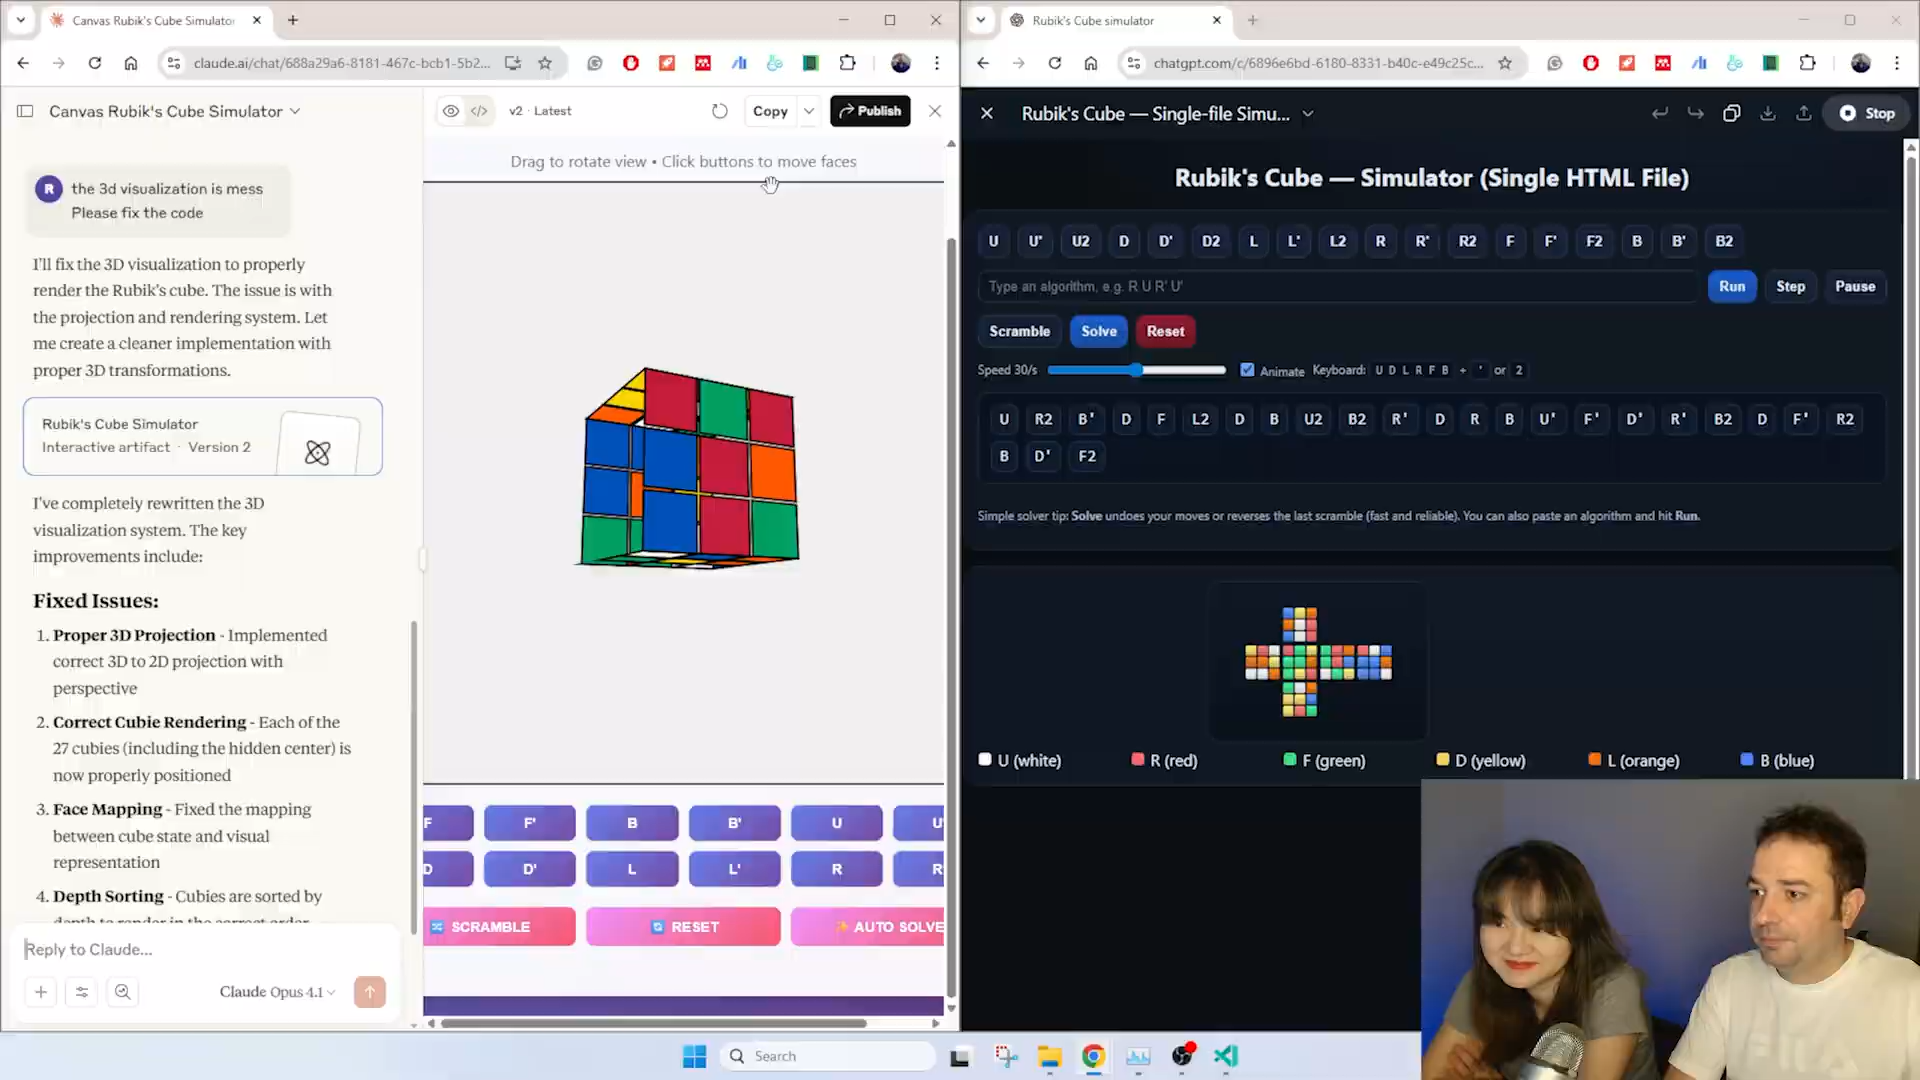 Canvas Rubik's Cube Simulator
claude.ai/chat/688a29a6-8181-467c-bcb1-5b2...
Canvas Rubik's Cube Simulator
R
the 3d visualization is mess
Please fix the code
I'll fix the 3D visualization to properly
render the Rubik's cube. The issue is with
the projection and rendering system. Let
me create a cleaner implementation with
proper 3D transformations.
Rubik's Cube Simulator
Interactive artifact · Version 2
I've completely rewritten the 3D
visualization system. The key
improvements include:
Fixed Issues:
1. Proper 3D Projection - Implemented
correct 3D to 2D projection with
perspective
2. Correct Cubie Rendering - Each of the
27 cubies (including the hidden center) is
now properly positioned
3. Face Mapping - Fixed the mapping
between cube state and visual
representation
4. Depth Sorting - Cubies are sorted by
depth to render in the correct order
Reply to Claude...
Claude Opus 4.1
v2 · Latest
Copy
Publish
Drag to rotate view • Click buttons to move faces
F F' B B' U U'
D D' L L' R R
SCRAMBLE RESET AUTO SOLVE
Rubik's Cube simulator
chatgpt.com/c/6896e6bd-6180-8331-b40c-e49c25c...
Rubik's Cube — Single-file Simu...
Stop
Rubik's Cube — Simulator (Single HTML File)
U U' U2 D D' D2 L L' L2 R R' R2 F F' F2 B B' B2
Type an algorithm, e.g. R U R' U'
Run Step Pause
Scramble Solve Reset
Speed 30/s Animate Keyboard: U D L R F B + ' or 2
U R2 B' D F L2 D B U2 B2 R' D R B U' F' D' R' B2 D F' R2
B D' F2
Simple solver tip: Solve undoes your moves or reverses the last scramble (fast and reliable). You can also paste an algorithm and hit Run.
U (white) R (red) F (green) D (yellow) L (orange) B (blue)
Search